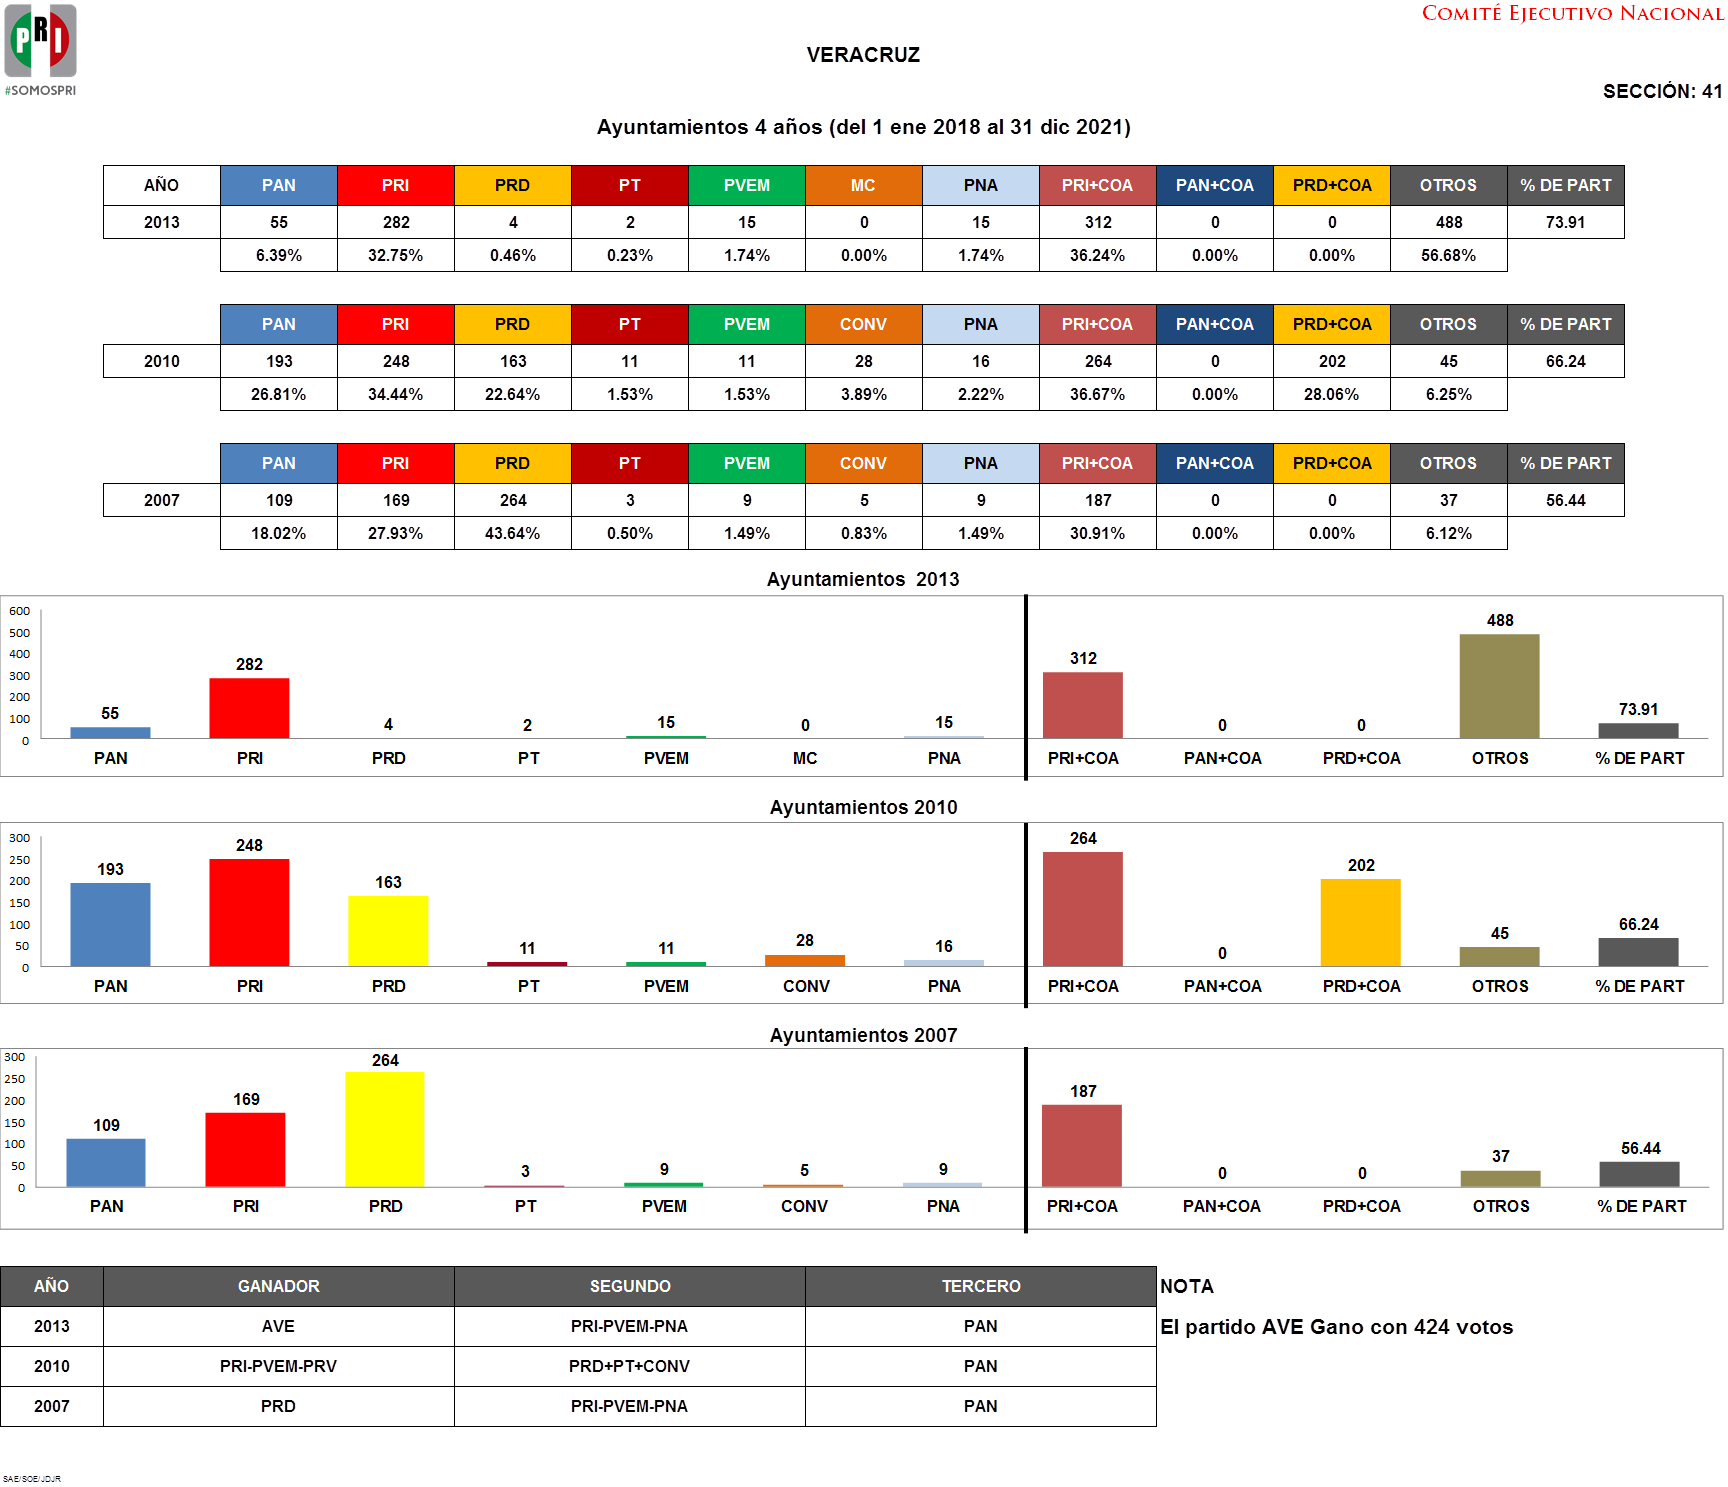 PRI
#SOMOSPRI
COMITÉ EJECUTIVO NACIONAL
VERACRUZ
SECCIÓN: 41
Ayuntamientos 4 años (del 1 ene 2018 al 31 dic 2021)
AÑO PAN PRI PRD PT PVEM MC PNA PRI+COA PAN+COA PRD+COA OTROS % DE PART
2013 55 282 4 2 15 0 15 312 0 0 488 73.91
6.39% 32.75% 0.46% 0.23% 1.74% 0.00% 1.74% 36.24% 0.00% 0.00% 56.68%
PAN PRI PRD PT PVEM CONV PNA PRI+COA PAN+COA PRD+COA OTROS % DE PART
2010 193 248 163 11 11 28 16 264 0 202 45 66.24
26.81% 34.44% 22.64% 1.53% 1.53% 3.89% 2.22% 36.67% 0.00% 28.06% 6.25%
PAN PRI PRD PT PVEM CONV PNA PRI+COA PAN+COA PRD+COA OTROS % DE PART
2007 109 169 264 3 9 5 9 187 0 0 37 56.44
18.02% 27.93% 43.64% 0.50% 1.49% 0.83% 1.49% 30.91% 0.00% 0.00% 6.12%
Ayuntamientos 2013
600
500
400
300
200
100
0
55 282 4 2 15 0 15 312 0 0 488 73.91
PAN PRI PRD PT PVEM MC PNA PRI+COA PAN+COA PRD+COA OTROS % DE PART
Ayuntamientos 2010
300
250
200
150
100
50
0
193 248 163 11 11 28 16 264 0 202 45 66.24
PAN PRI PRD PT PVEM CONV PNA PRI+COA PAN+COA PRD+COA OTROS % DE PART
Ayuntamientos 2007
300
250
200
150
100
50
0
109 169 264 3 9 5 9 187 0 0 37 56.44
PAN PRI PRD PT PVEM CONV PNA PRI+COA PAN+COA PRD+COA OTROS % DE PART
AÑO GANADOR SEGUNDO TERCERO NOTA
2013 AVE PRI-PVEM-PNA PAN El partido AVE Gano con 424 votos
2010 PRI-PVEM-PRV PRD+PT+CONV PAN
2007 PRD PRI-PVEM-PNA PAN
SAE/SOE/JDJR